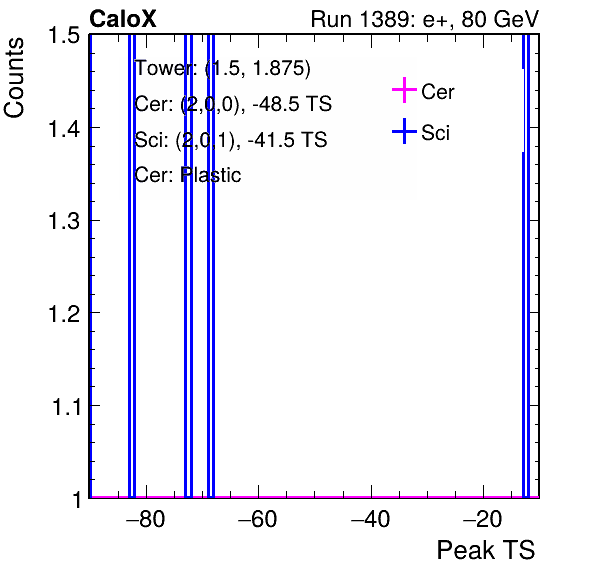 CaloX Run 1389: e+, 80 GeV
Counts
1.5
1.4
1.3
1.2
1.1
1
Tower: (1.5, 1.875)
Cer: (2,0,0), -48.5 TS
Sci: (2,0,1), -41.5 TS
Cer: Plastic
Cer
Sci
−80 −60 −40 −20
Peak TS